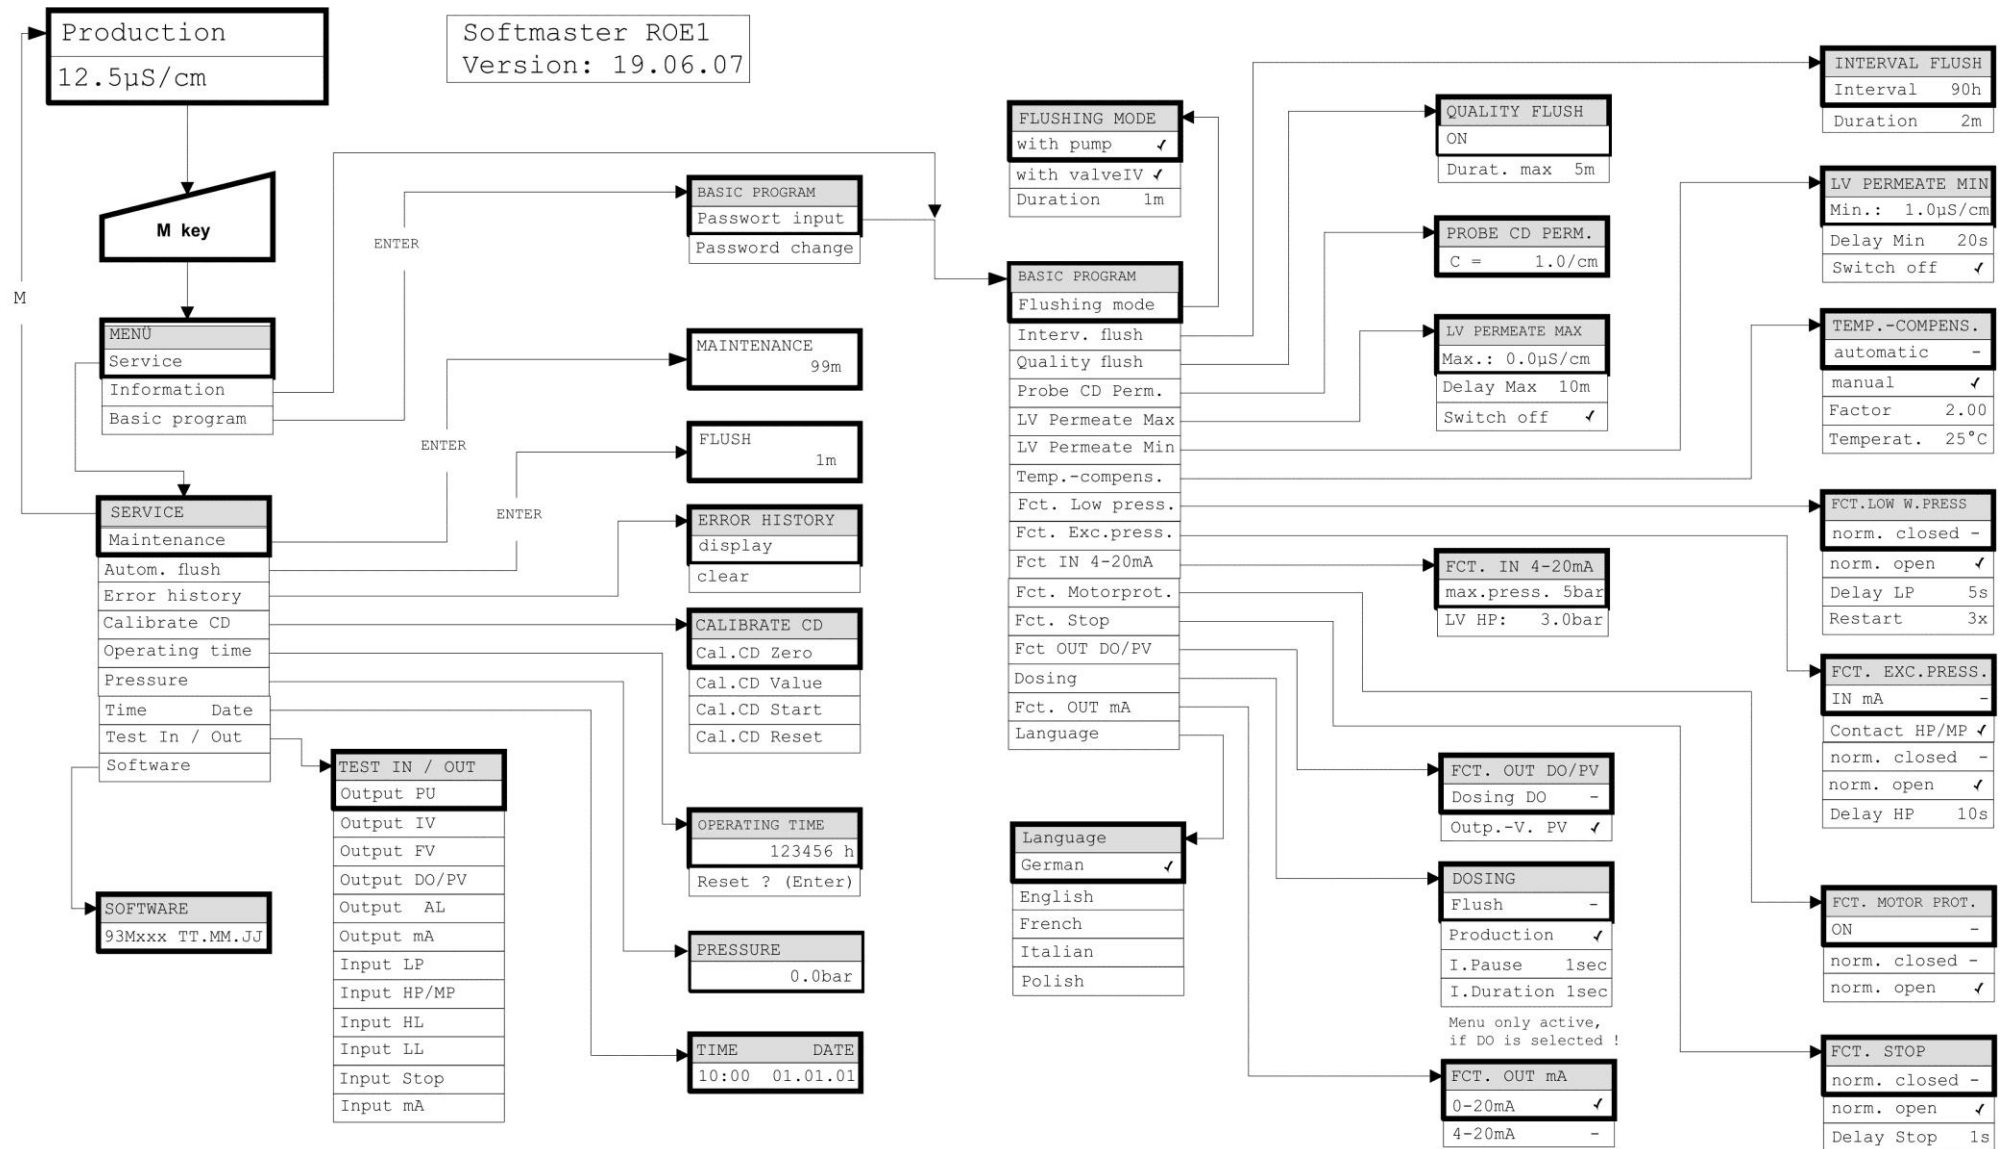 Production
12.5µS/cm
Softmaster ROE1
Version: 19.06.07
M key
M
MENÜ
Service
Information
Basic program
SERVICE
Maintenance
Autom. flush
Error history
Calibrate CD
Operating time
Pressure
Time Date
Test In / Out
Software
SOFTWARE
93Mxxx TT.MM.JJ
TEST IN / OUT
Output PU
Output IV
Output FV
Output DO/PV
Output AL
Output mA
Input LP
Input HP/MP
Input HL
Input LL
Input Stop
Input mA
ENTER
ENTER
ENTER
BASIC PROGRAM
Passwort input
Password change
MAINTENANCE
99m
FLUSH
1m
ERROR HISTORY
display
clear
CALIBRATE CD
Cal.CD Zero
Cal.CD Value
Cal.CD Start
Cal.CD Reset
OPERATING TIME
123456 h
Reset ? (Enter)
PRESSURE
0.0bar
TIME DATE
10:00 01.01.01
FLUSHING MODE
with pump ✓
with valveIV ✓
Duration 1m
BASIC PROGRAM
Flushing mode
Interv. flush
Quality flush
Probe CD Perm.
LV Permeate Max
LV Permeate Min
Temp.-compens.
Fct. Low press.
Fct. Exc.press.
Fct IN 4-20mA
Fct. Motorprot.
Fct. Stop
Fct OUT DO/PV
Dosing
Fct. OUT mA
Language
Language
German ✓
English
French
Italian
Polish
QUALITY FLUSH
ON
Durat. max 5m
PROBE CD PERM.
C = 1.0/cm
LV PERMEATE MAX
Max.: 0.0µS/cm
Delay Max 10m
Switch off ✓
FCT. IN 4-20mA
max.press. 5bar
LV HP: 3.0bar
FCT. OUT DO/PV
Dosing DO -
Outp.-V. PV ✓
DOSING
Flush -
Production ✓
I.Pause 1sec
I.Duration 1sec
Menu only active,
if DO is selected !
FCT. OUT mA
0-20mA ✓
4-20mA -
INTERVAL FLUSH
Interval 90h
Duration 2m
LV PERMEATE MIN
Min.: 1.0µS/cm
Delay Min 20s
Switch off ✓
TEMP.-COMPENS.
automatic -
manual ✓
Factor 2.00
Temperat. 25°C
FCT.LOW W.PRESS
norm. closed -
norm. open ✓
Delay LP 5s
Restart 3x
FCT. EXC.PRESS.
IN mA -
Contact HP/MP ✓
norm. closed -
norm. open ✓
Delay HP 10s
FCT. MOTOR PROT.
ON -
norm. closed -
norm. open ✓
FCT. STOP
norm. closed -
norm. open ✓
Delay Stop 1s